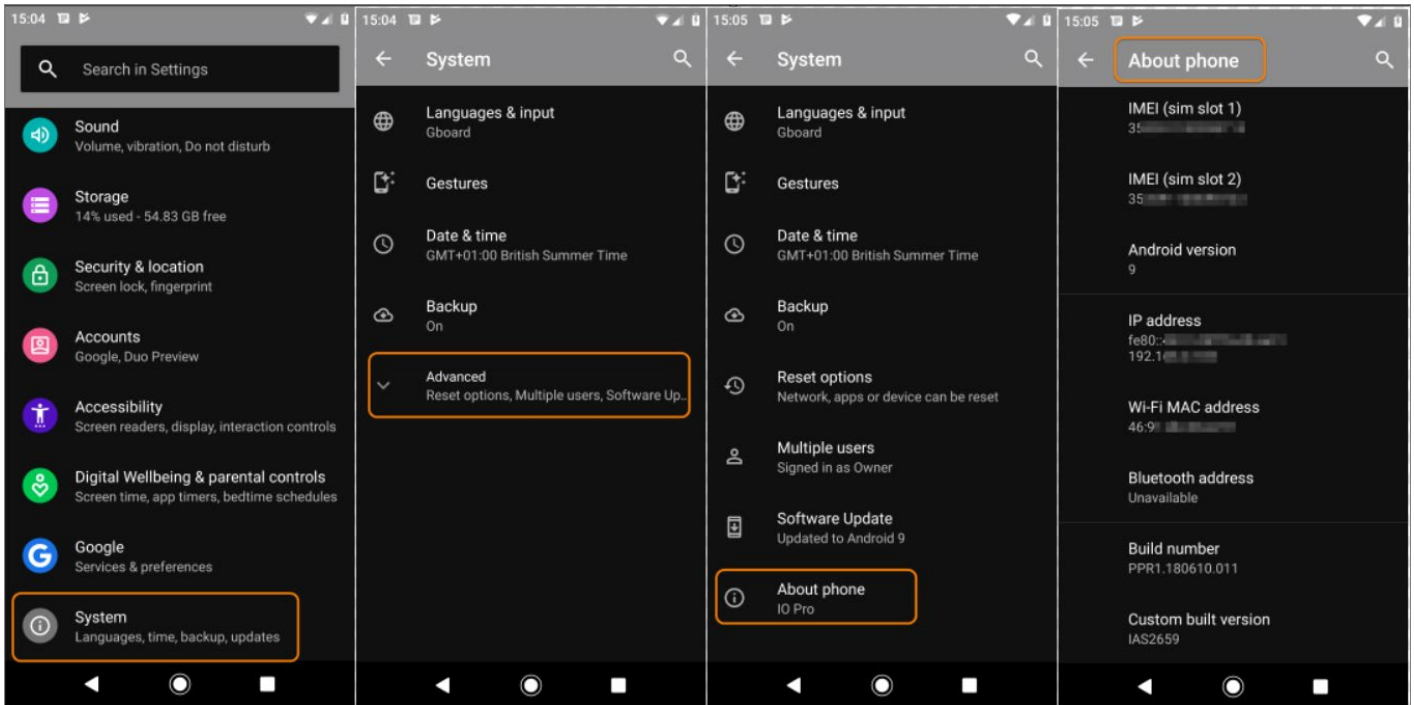 15:04
Search in Settings
Sound
Volume, vibration, Do not disturb
Storage
14% used - 54.83 GB free
Security & location
Screen lock, fingerprint
Accounts
Google, Duo Preview
Accessibility
Screen readers, display, interaction controls
Digital Wellbeing & parental controls
Screen time, app timers, bedtime schedules
Google
Services & preferences
System
Languages, time, backup, updates
15:04
System
Languages & input
Gboard
Gestures
Date & time
GMT+01:00 British Summer Time
Backup
On
Advanced
Reset options, Multiple users, Software Up..
15:05
System
Languages & input
Gboard
Gestures
Date & time
GMT+01:00 British Summer Time
Backup
On
Reset options
Network, apps or device can be reset
Multiple users
Signed in as Owner
Software Update
Updated to Android 9
About phone
IO Pro
15:05
About phone
IMEI (sim slot 1)
35
IMEI (sim slot 2)
35
Android version
9
IP address
fe80::
192.1
Wi-Fi MAC address
46:9
Bluetooth address
Unavailable
Build number
PPR1.180610.011
Custom built version
IAS2659